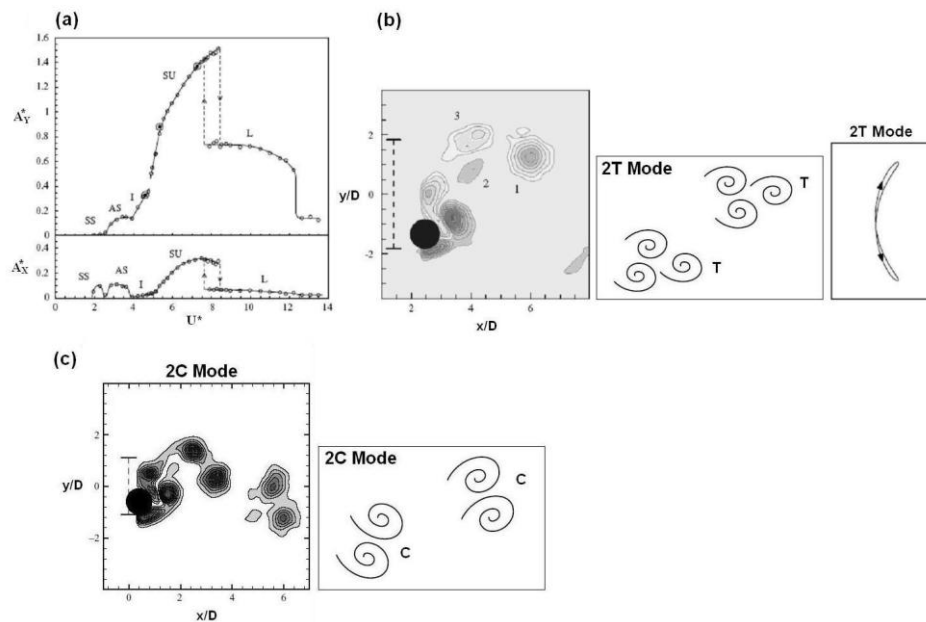 (a)
1.6
1.4
1.2
1
0.8
0.6
0.4
0.2
0
A*Y
SS
AS
I
SU
L
0.4
0.2
0
A*X
SS
AS
I
SU
L
0 2 4 6 8 10 12 14
U*
(b)
2
0
-2
y/D
3
2
1
2 4 6 8
x/D
2T Mode
T
T
2T Mode
(c)
2C Mode
2
0
-2
y/D
0 2 4 6
x/D
2C Mode
C
C